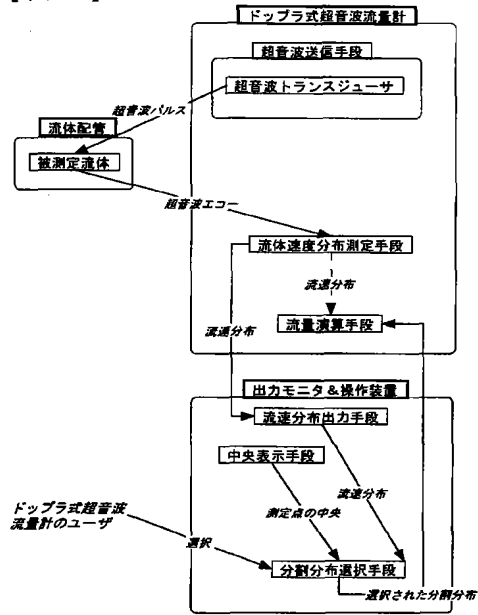 ドップラ式超音波流量計
超音波送信手段
超音波トランスジューサ
超音波パルス
流体配管
被測定流体
超音波エコー
流体速度分布測定手段
流速分布
流速分布
流量演算手段
出力モニタ＆操作装置
流速分布出力手段
中央表示手段
流速分布
測定点の中央
ドップラ式超音波
流量計のユーザ
選択
分割分布選択手段
選択された分割分布